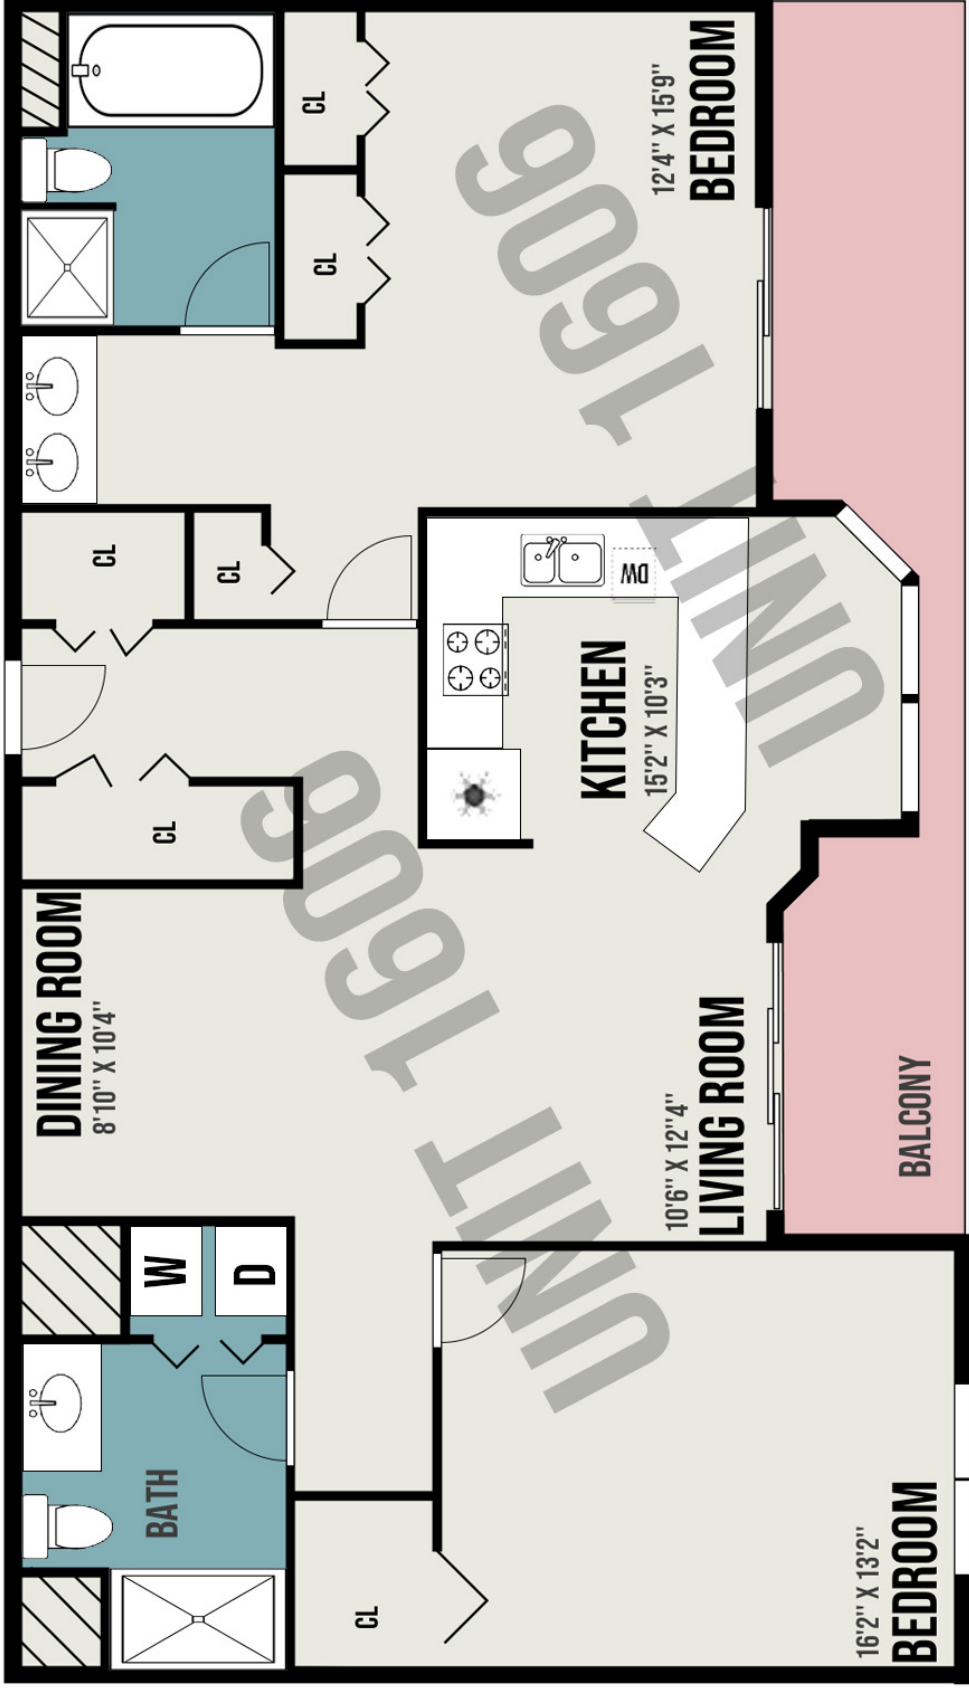 CL
CL
12'4" X 15'9"
BEDROOM
CL
CL
DW
KITCHEN
15'2" X 10'3"
CL
DINING ROOM
8'10" X 10'4"
10'6" X 12"4"
LIVING ROOM
BALCONY
W
D
BATH
CL
16'2" X 13'2"
BEDROOM
UNIT 1606
UNIT 1606